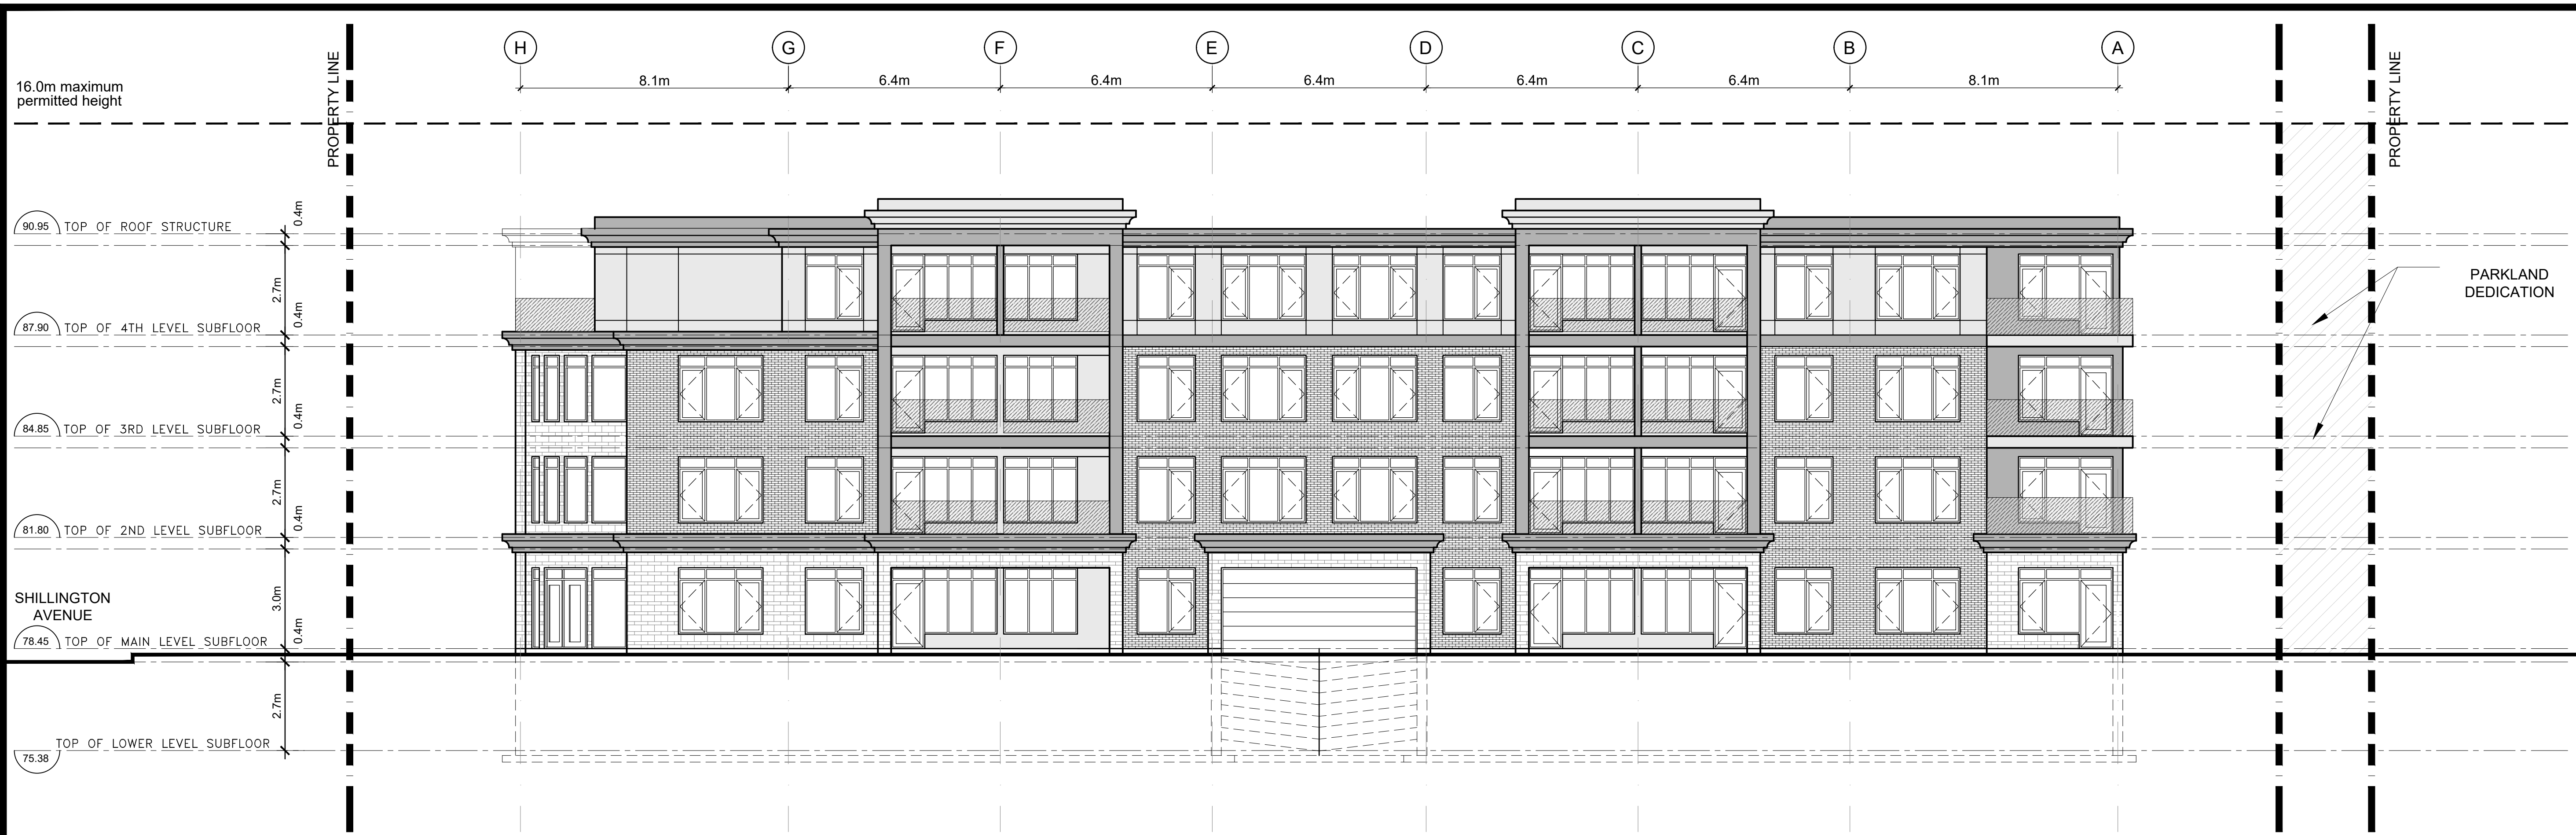 H
G
F
E
D
C
B
A
8.1m
6.4m
6.4m
6.4m
6.4m
6.4m
8.1m
PROPERTY LINE
PROPERTY LINE
16.0m maximum
permitted height
90.95 TOP OF ROOF STRUCTURE
0.4m
2.7m
0.4m
87.90 TOP OF 4TH LEVEL SUBFLOOR
2.7m
0.4m
84.85 TOP OF 3RD LEVEL SUBFLOOR
2.7m
0.4m
81.80 TOP OF 2ND LEVEL SUBFLOOR
3.0m
0.4m
SHILLINGTON
AVENUE
78.45 TOP OF MAIN LEVEL SUBFLOOR
2.7m
TOP OF LOWER LEVEL SUBFLOOR
75.38
PARKLAND
DEDICATION